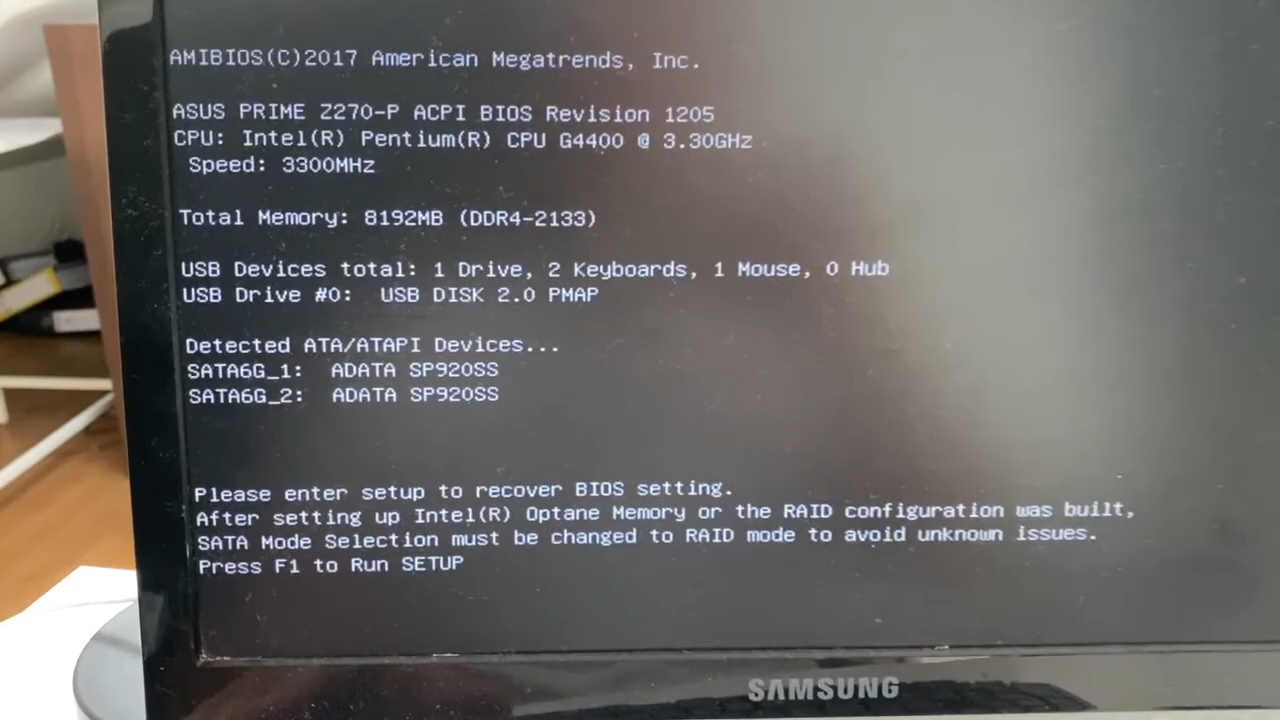 AMIBIOS(C)2017 American Megatrends, Inc.
ASUS PRIME Z270-P ACPI BIOS Revision 1205
CPU: Intel(R) Pentium(R) CPU G4400 @ 3.30GHz
Speed: 3300MHz
Total Memory: 8192MB (DDR4-2133)
USB Devices total: 1 Drive, 2 Keyboards, 1 Mouse, 0 Hub
USB Drive #0: USB DISK 2.0 PMAP
Detected ATA/ATAPI Devices...
SATA6G_1: ADATA SP920SS
SATA6G_2: ADATA SP920SS
Please enter setup to recover BIOS setting.
After setting up Intel(R) Optane Memory or the RAID configuration was built,
SATA Mode Selection must be changed to RAID mode to avoid unknown issues.
Press F1 to Run SETUP
SAMSUNG